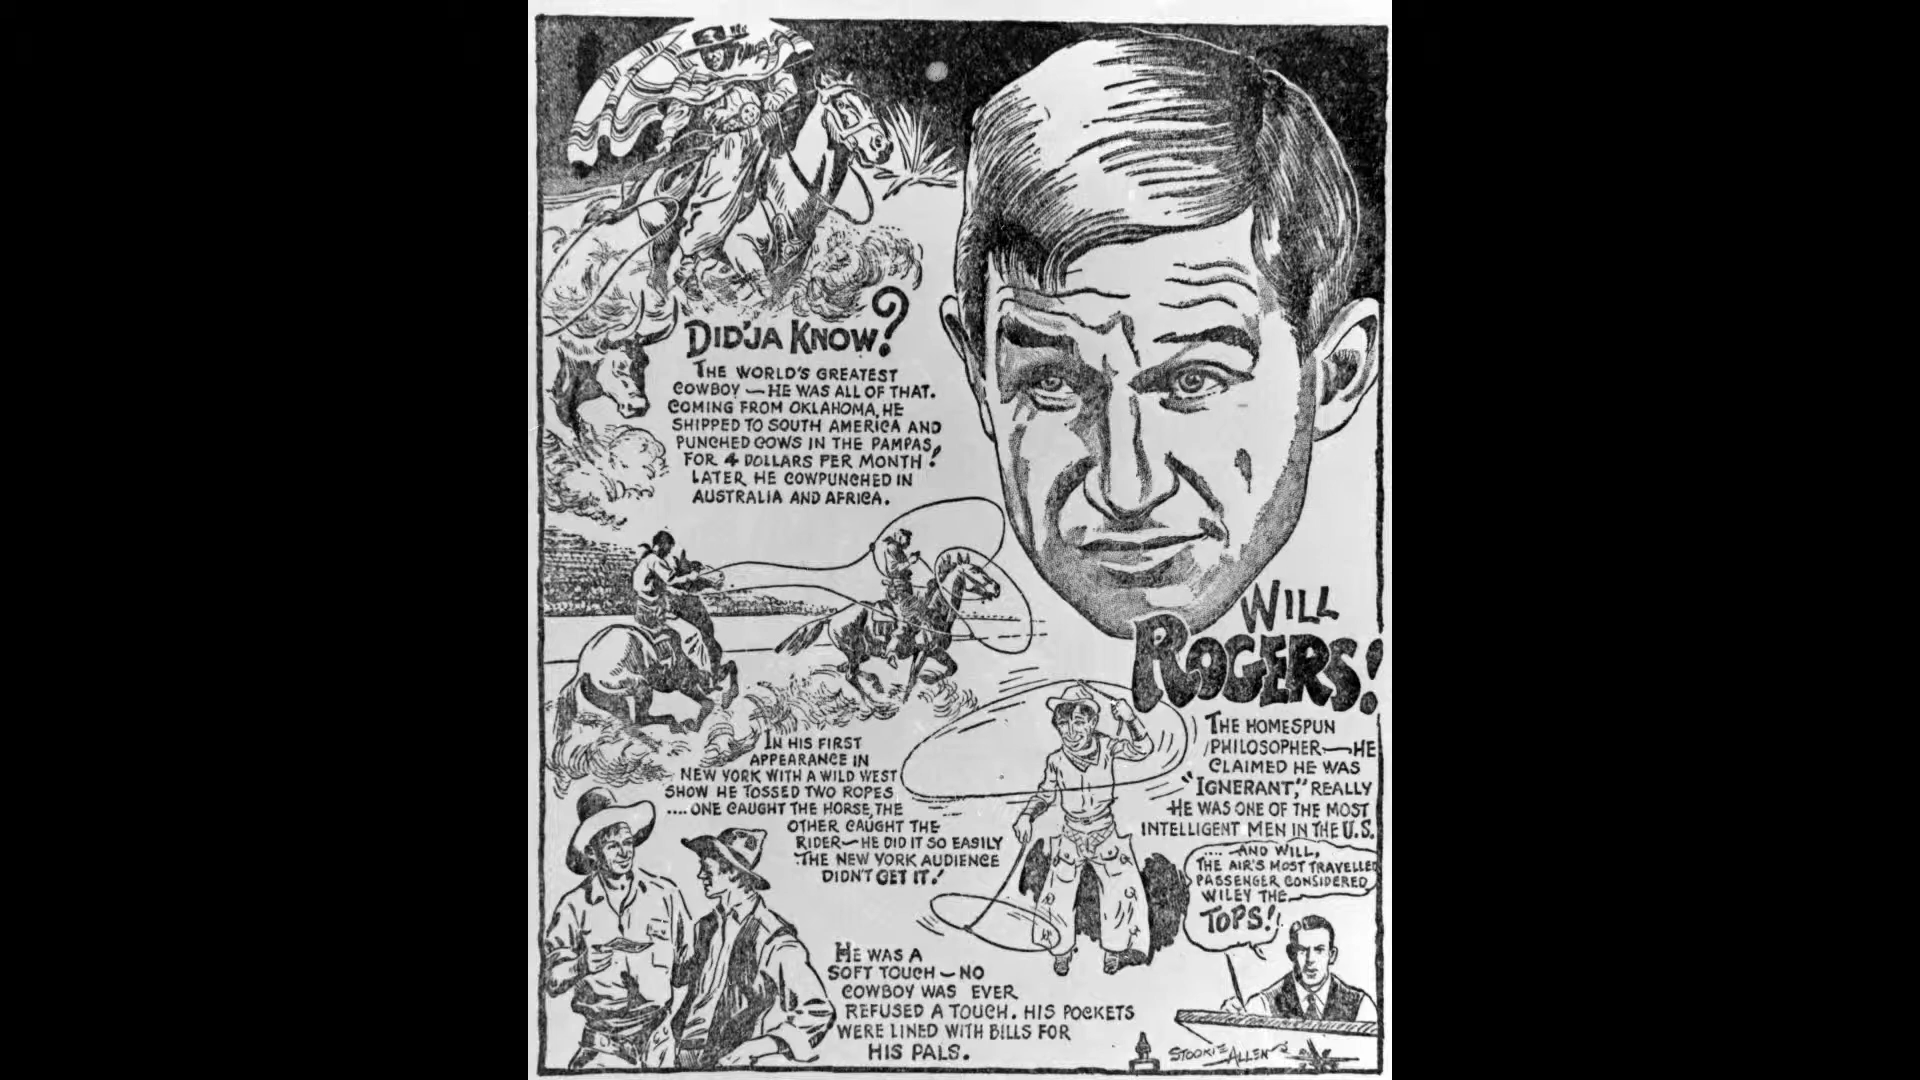 DID'JA KNOW?
THE WORLD'S GREATEST
COWBOY — HE WAS ALL OF THAT.
COMING FROM OKLAHOMA, HE
SHIPPED TO SOUTH AMERICA AND
PUNCHED COWS IN THE PAMPAS
FOR 4 DOLLARS PER MONTH!
LATER HE COWPUNCHED IN
AUSTRALIA AND AFRICA.
IN HIS FIRST
APPEARANCE IN
NEW YORK WITH A WILD WEST
SHOW HE TOSSED TWO ROPES
....ONE CAUGHT THE HORSE, THE
OTHER CAUGHT THE
RIDER — HE DID IT SO EASILY
THE NEW YORK AUDIENCE
DIDN'T GET IT!
HE WAS A
SOFT TOUCH — NO
COWBOY WAS EVER
REFUSED A TOUCH. HIS POCKETS
WERE LINED WITH BILLS FOR
HIS PALS.
WILL
ROGERS!
THE HOMESPUN
PHILOSOPHER — HE
CLAIMED HE WAS
"IGNERANT," REALLY
HE WAS ONE OF THE MOST
INTELLIGENT MEN IN THE U.S.
.... AND WILL,
THE AIR'S MOST TRAVELLED
PASSENGER CONSIDERED
WILEY THE
TOPS!
STOOKIE ALLEN